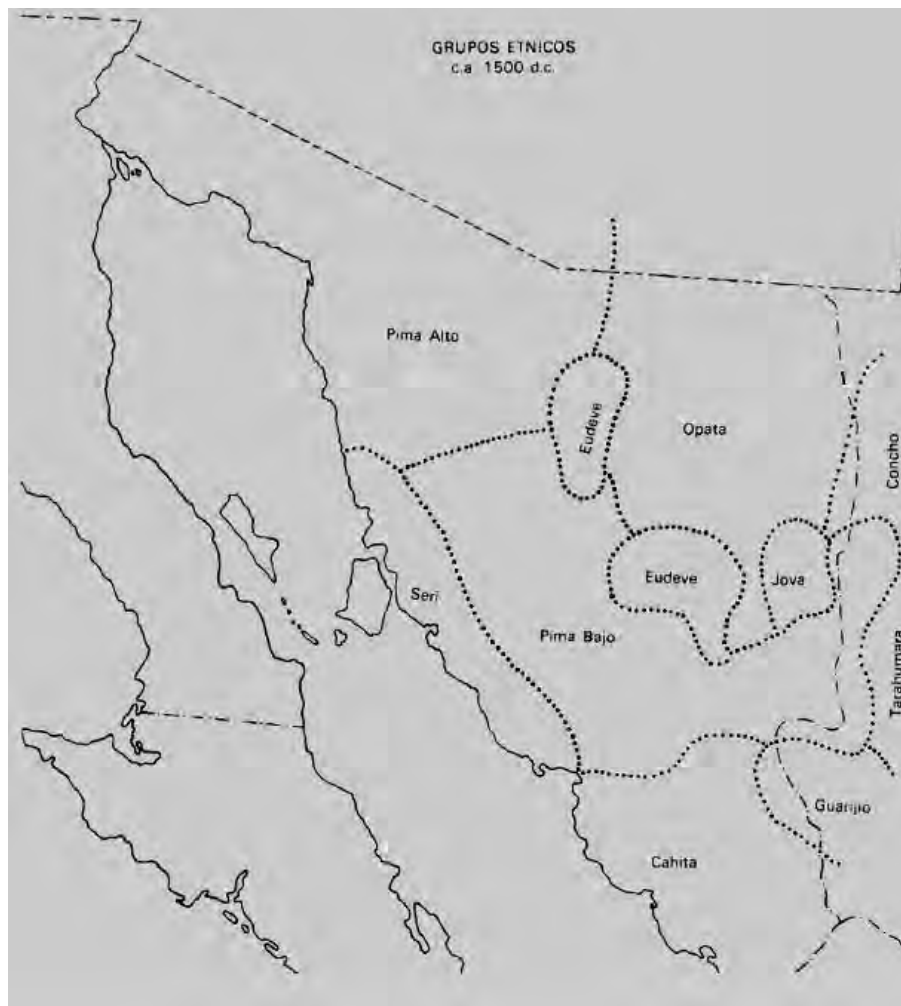 GRUPOS ETNICOS
c.a 1500 d.c.
Pima Alto
Eudeve
Opata
Concho
Seri
Eudeve
Jova
Pima Bajo
Tarahumara
Guarijio
Cahita